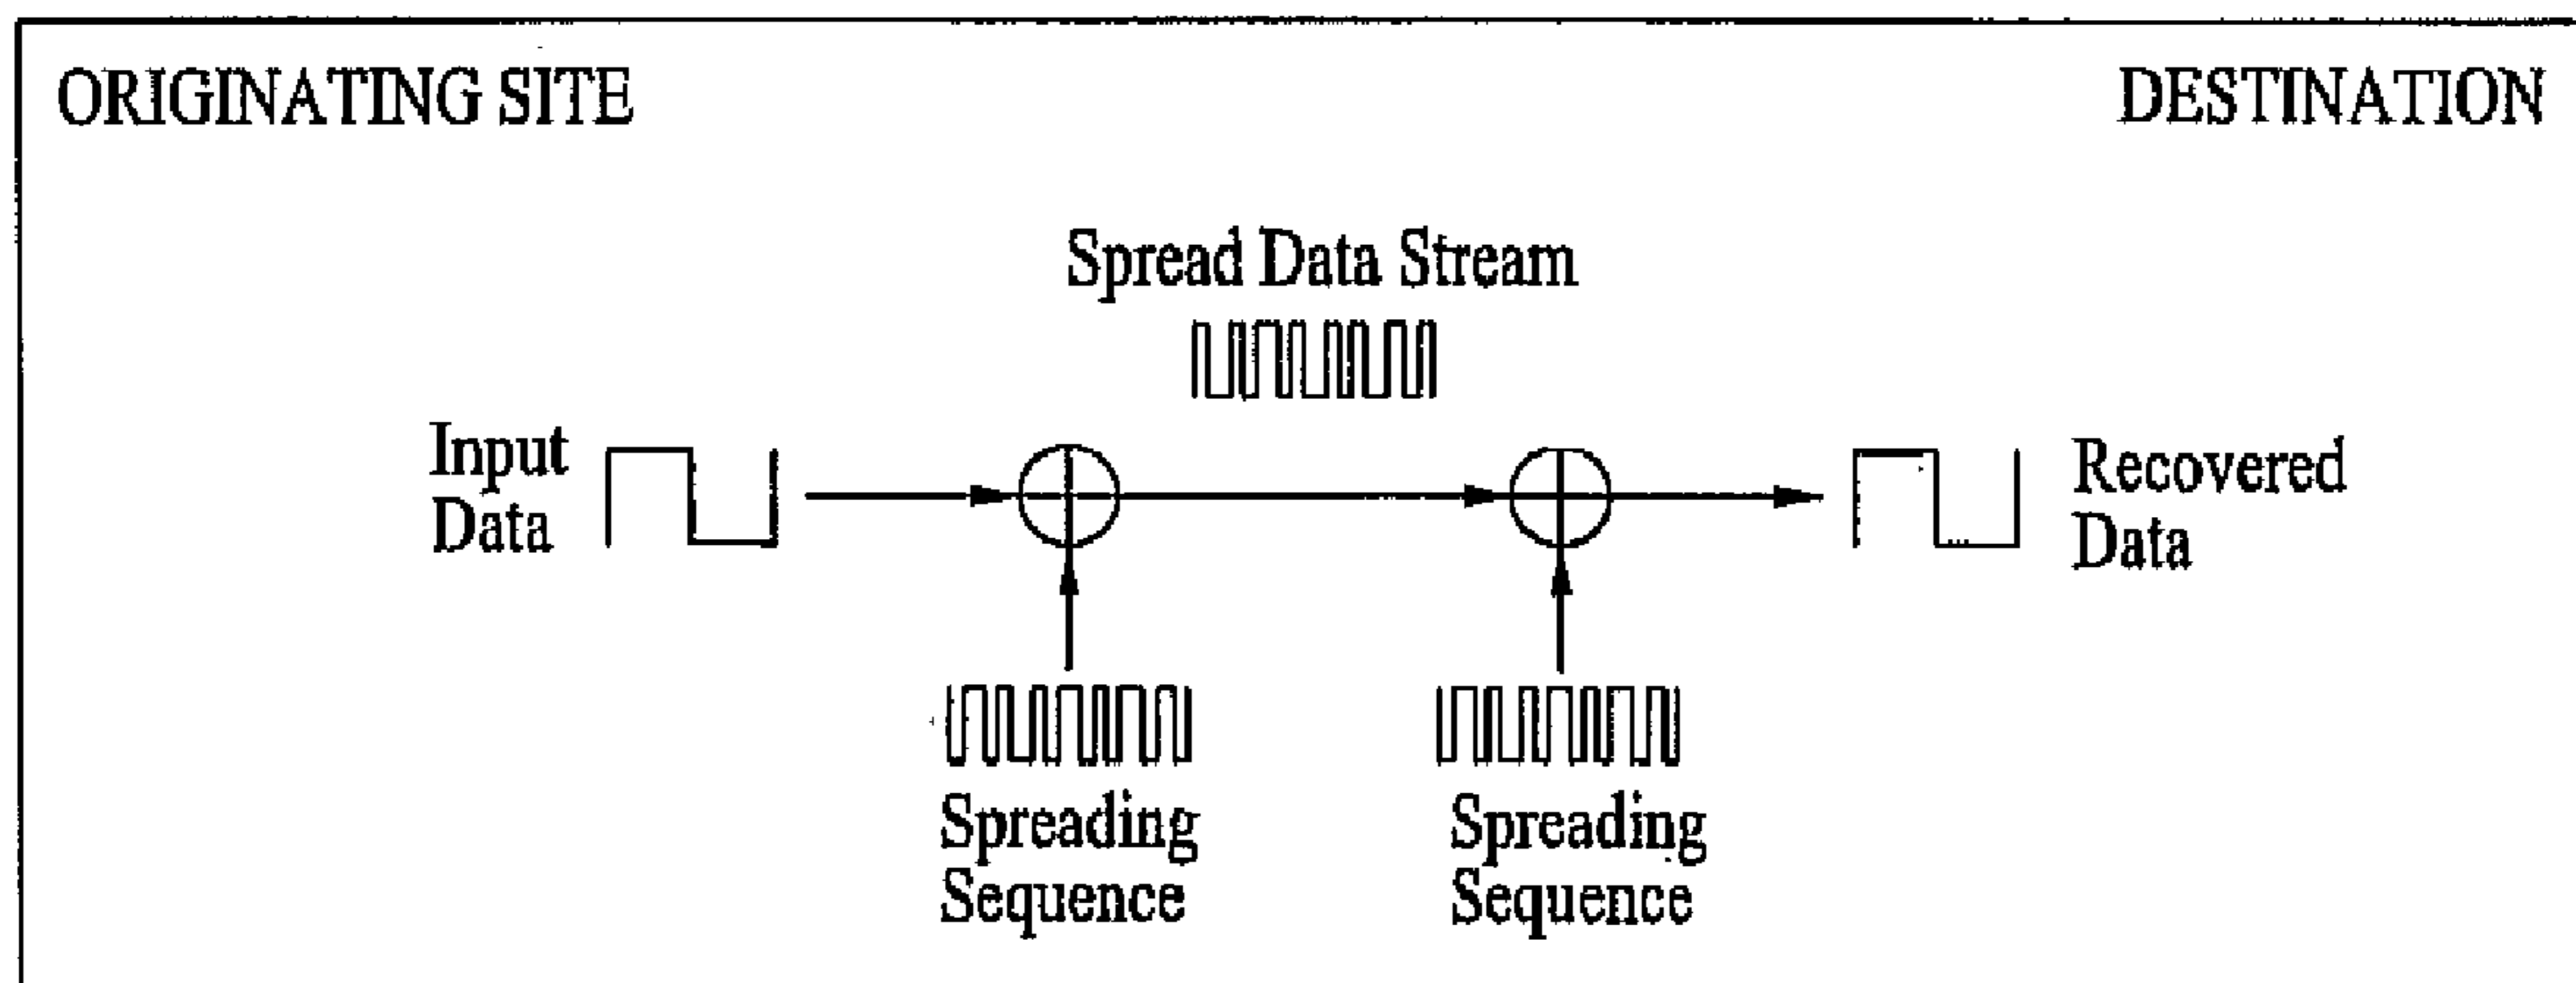 ORIGINATING SITE
DESTINATION
Spread Data Stream
Input
Data
Recovered
Data
Spreading
Sequence
Spreading
Sequence